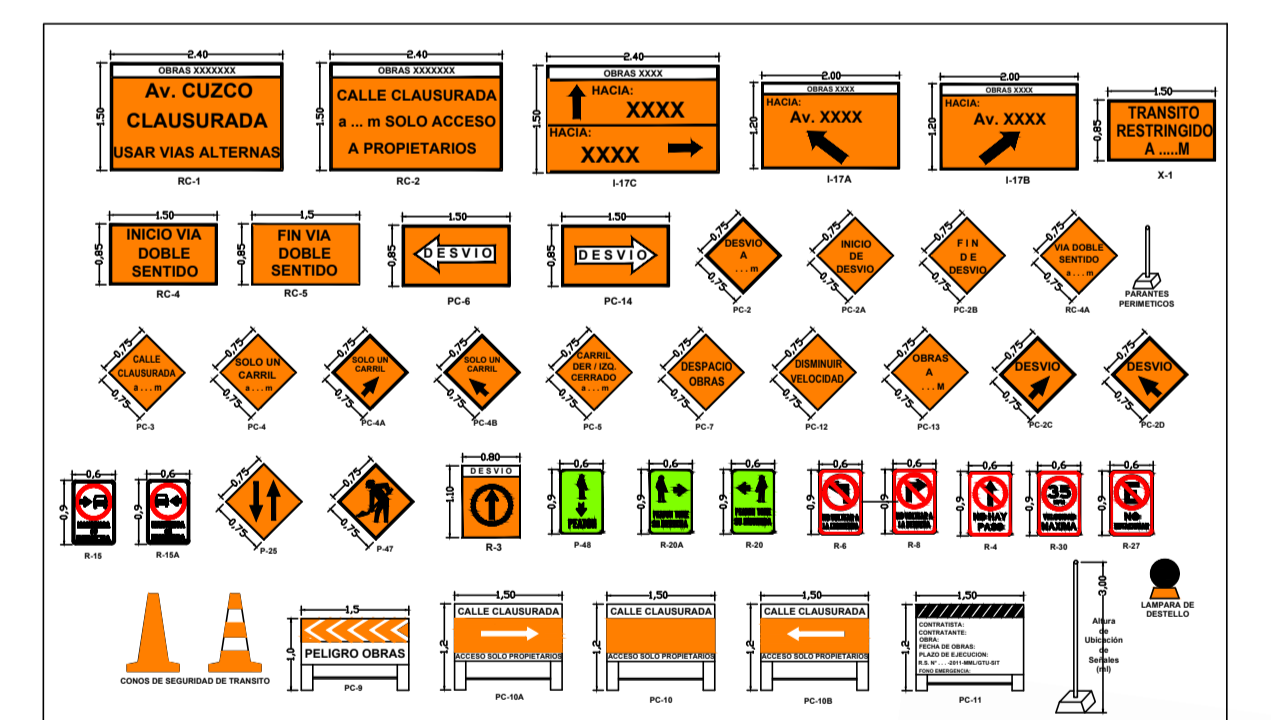 2.40
OBRAS XXXXXXX
Av. CUZCO
CLAUSURADA
USAR VIAS ALTERNAS
1.50
RC-1
2.40
OBRAS XXXXXXX
CALLE CLAUSURADA
a ... m SOLO ACCESO
A PROPIETARIOS
1.50
RC-2
2.40
OBRAS XXXX
HACIA:
XXXX
HACIA:
XXXX
1.50
I-17C
2.00
OBRAS XXXX
HACIA:
Av. XXXX
1.20
I-17A
2.00
OBRAS XXXX
HACIA:
Av. XXXX
1.20
I-17B
1.50
TRANSITO
RESTRINGIDO
A .....M
0,85
X-1
1.50
INICIO VIA
DOBLE
SENTIDO
0,85
RC-4
1,5
FIN VIA
DOBLE
SENTIDO
0,85
RC-5
1.50
DESVIO
0,85
PC-6
1.50
DESVIO
0,85
PC-14
0,75
DESVIO
A
... m
0,75
PC-2
0,75
INICIO
DE
DESVIO
0,75
PC-2A
0,75
FIN
DE
DESVIO
0,75
PC-2B
0,75
VIA DOBLE
SENTIDO
a ... m
0,75
RC-4A
PARANTES
PERIMETICOS
0,75
CALLE
CLAUSURADA
a ... m
0,75
PC-3
0,75
SOLO UN
CARRIL
a ... m
0,75
PC-4
0,75
SOLO UN
CARRIL
0,75
PC-4A
0,75
SOLO UN
CARRIL
0,75
PC-4B
0,75
CARRIL
DER / IZQ.
CERRADO
a ... m
0,75
PC-5
0,75
DESPACIO
OBRAS
0,75
PC-7
0,75
DISMINUIR
VELOCIDAD
0,75
PC-12
0,75
OBRAS
A
... M
0,75
PC-13
0,75
DESVIO
0,75
PC-2C
0,75
DESVIO
0,75
PC-2D
0,6
0,9
R-15
0,6
0,9
R-15A
0,75
0,75
P-25
0,75
0,75
P-47
0.80
DESVIO
1.10
R-3
0,6
0,9
PEATON
P-48
0,6
0,9
R-20A
0,6
0,9
R-20
0,6
0,9
R-6
0,6
0,9
R-8
0,6
0,9
NO HAY
PASO
R-4
0,6
0,9
35
MAXIMA
R-30
0,6
0,9
E
NO
R-27
CONOS DE SEGURIDAD DE TRANSITO
1,5
PELIGRO OBRAS
1,0
PC-9
1,50
CALLE CLAUSURADA
ACCESO SOLO PROPIETARIOS
1,2
PC-10A
1,50
CALLE CLAUSURADA
ACCESO SOLO PROPIETARIOS
1,2
PC-10
1,50
CALLE CLAUSURADA
ACCESO SOLO PROPIETARIOS
1,2
PC-10B
1,50
CONTRATISTA:
CONTRATANTE:
OBRA:
FECHA DE OBRAS:
PLAZO DE EJECUCION:
R.S. N° . . . -2011-MML/GTU-SIT
FONO EMERGENCIA:
1,2
PC-11
3,00
Altura
de
Ubicación
de
Señales
(ml)
LAMPARA DE
DESTELLO